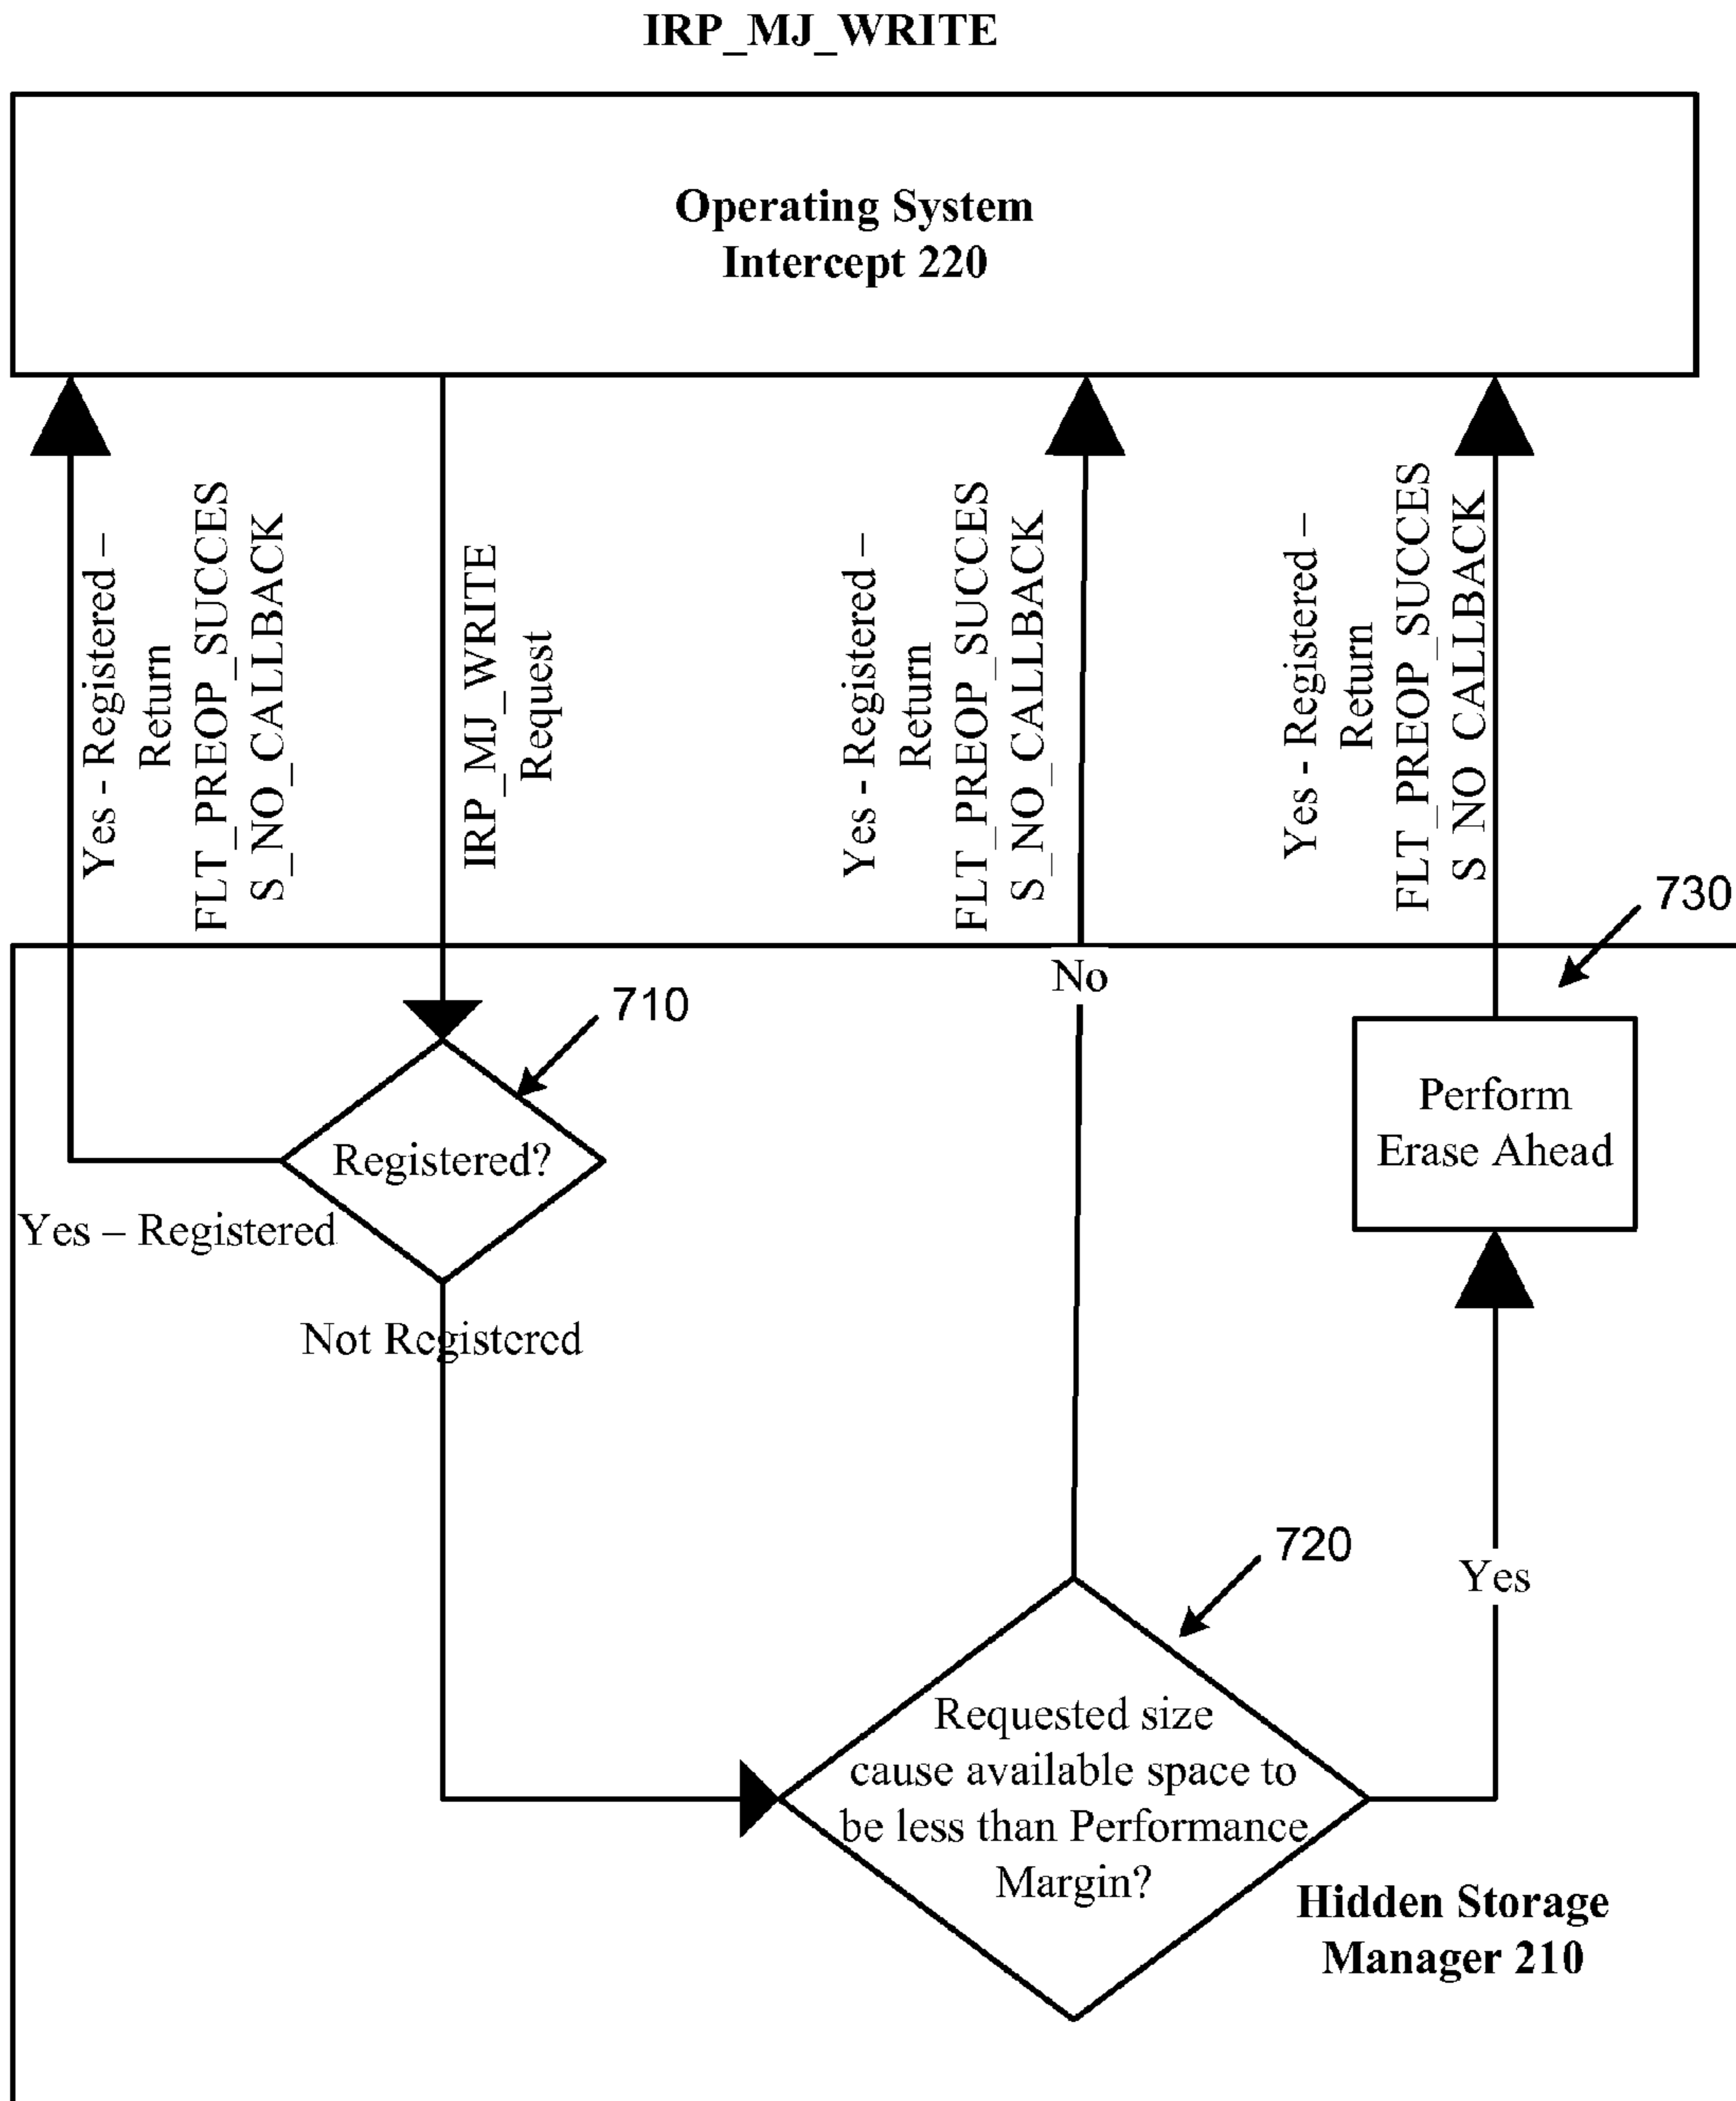 IRP_MJ_WRITE
Operating System
Intercept 220
Yes - Registered –
Return
FLT_PREOP_SUCCES
S_NO_CALLBACK
IRP_MJ_WRITE
Request
Yes - Registered –
Return
FLT_PREOP_SUCCES
S_NO_CALLBACK
Yes - Registered –
Return
FLT_PREOP_SUCCES
S_NO_CALLBACK
730
No
710
Perform
Erase Ahead
Registered?
Yes – Registered
Not Registered
720
Yes
Requested size
cause available space to
be less than Performance
Margin?
Hidden Storage
Manager 210